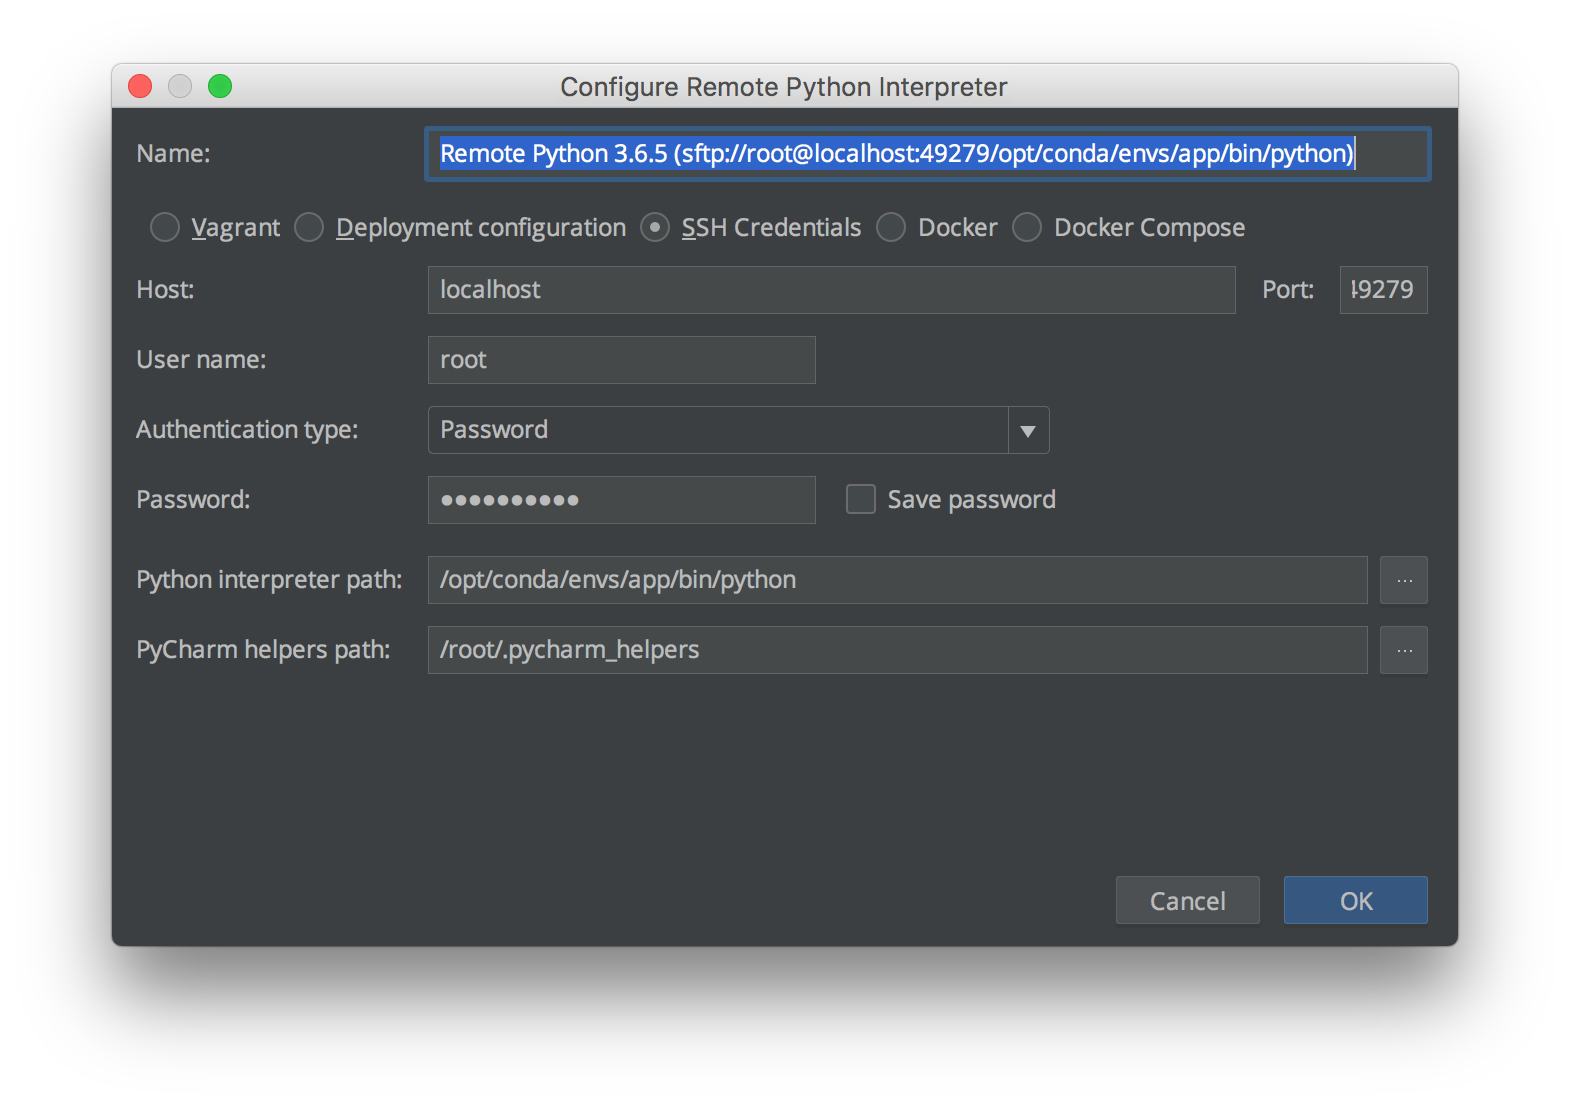 Configure Remote Python Interpreter
Name: Remote Python 3.6.5 (sftp://root@localhost:49279/opt/conda/envs/app/bin/python)
Vagrant Deployment configuration SSH Credentials Docker Docker Compose
Host: localhost Port: 49279
User name: root
Authentication type: Password
Password: ●●●●●●●●●● Save password
Python interpreter path: /opt/conda/envs/app/bin/python ...
PyCharm helpers path: /root/.pycharm_helpers ...
Cancel OK